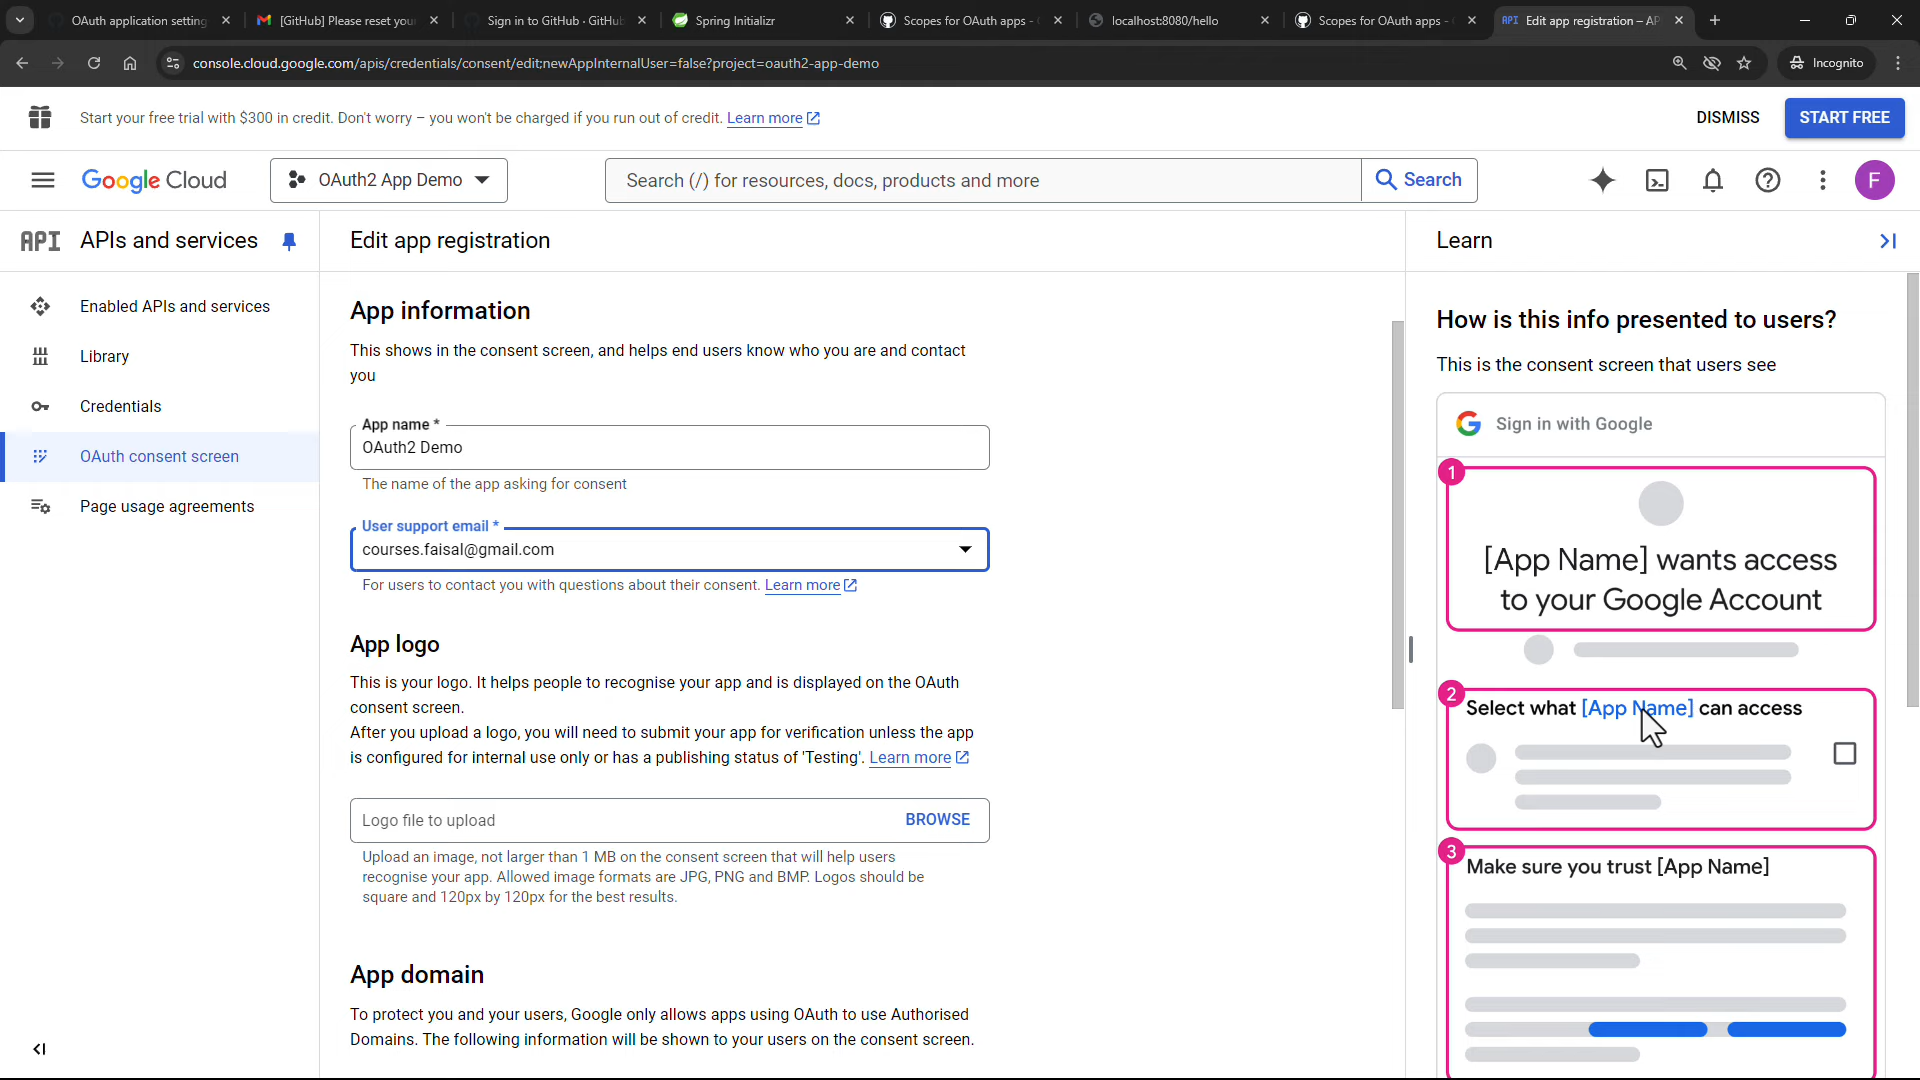 OAuth application setting
[GitHub] Please reset you
Sign in to GitHub · GitHub
Spring Initializr
Scopes for OAuth apps -
localhost:8080/hello
Scopes for OAuth apps -
API Edit app registration – AP
console.cloud.google.com/apis/credentials/consent/edit;newAppInternalUser=false?project=oauth2-app-demo
Incognito
Start your free trial with $300 in credit. Don't worry – you won't be charged if you run out of credit. Learn more
DISMISS
START FREE
Google Cloud
OAuth2 App Demo
Search (/) for resources, docs, products and more
Search
F
API APIs and services
Enabled APIs and services
Library
Credentials
OAuth consent screen
Page usage agreements
Edit app registration
App information
This shows in the consent screen, and helps end users know who you are and contact
you
App name *
OAuth2 Demo
The name of the app asking for consent
User support email *
courses.faisal@gmail.com
For users to contact you with questions about their consent. Learn more
App logo
This is your logo. It helps people to recognise your app and is displayed on the OAuth
consent screen.
After you upload a logo, you will need to submit your app for verification unless the app
is configured for internal use only or has a publishing status of 'Testing'. Learn more
Logo file to upload
BROWSE
Upload an image, not larger than 1 MB on the consent screen that will help users
recognise your app. Allowed image formats are JPG, PNG and BMP. Logos should be
square and 120px by 120px for the best results.
App domain
To protect you and your users, Google only allows apps using OAuth to use Authorised
Domains. The following information will be shown to your users on the consent screen.
Learn
How is this info presented to users?
This is the consent screen that users see
G Sign in with Google
1
[App Name] wants access
to your Google Account
2
Select what [App Name] can access
3
Make sure you trust [App Name]